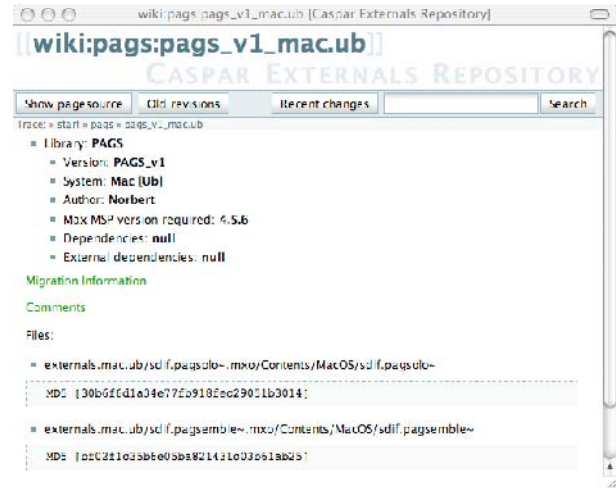 wiki:pags:pags_v1_mac.ub [Caspar Externals Repository]
[[wiki:pags:pags_v1_mac.ub]]
CASPAR EXTERNALS REPOSITORY
Show pagesource Old revisions Recent changes Search
Trace: » start » pags » pags_v1_mac.ub
Library: PAGS
Version: PAGS_v1
System: Mac (Ub)
Author: Norbert
Max MSP version required: 4.5.6
Dependencies: null
External dependencies: null
Migration Information
Comments
Files:
externals.mac.ub/sdif.pagsolo~.mxo/Contents/MacOS/sdif.pagsolo~
MD5
externals.mac.ub/sdif.pagsemble~.mxo/Contents/MacOS/sdif.pagsemble~
MD5